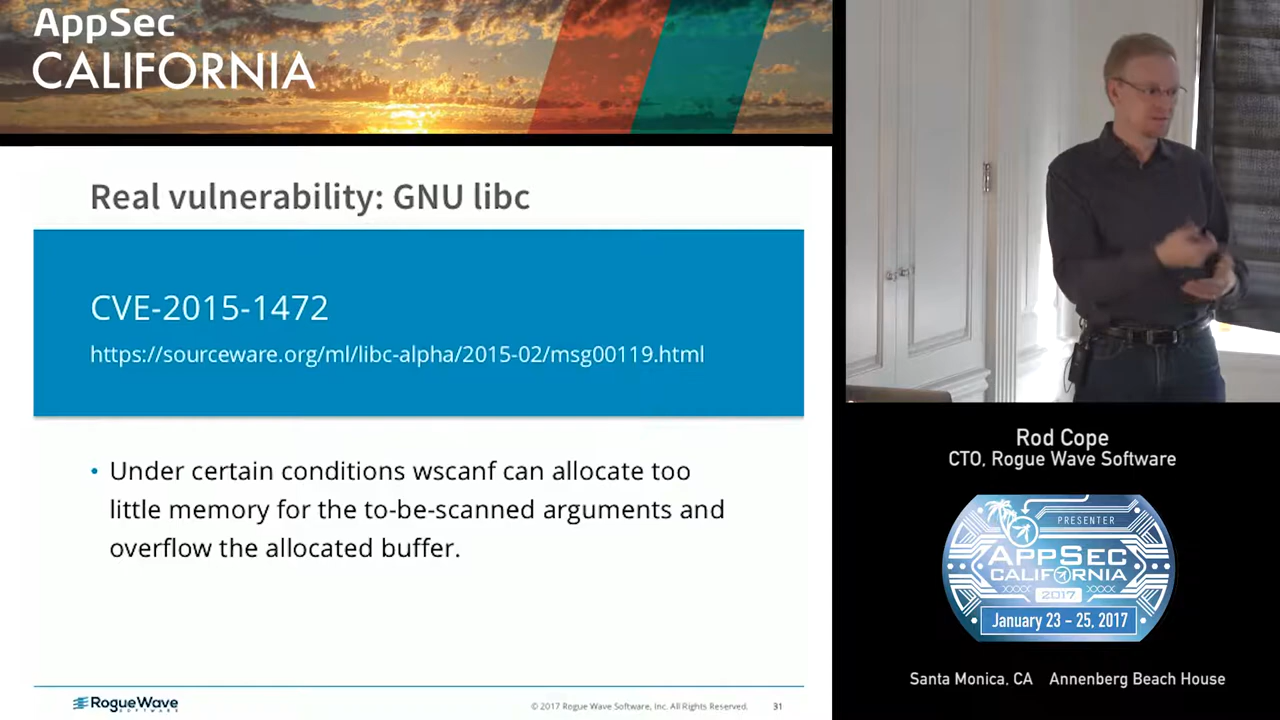 AppSec
CALIFORNIA
Real vulnerability: GNU libc
CVE-2015-1472
https://sourceware.org/ml/libc-alpha/2015-02/msg00119.html
• Under certain conditions wscanf can allocate too
little memory for the to-be-scanned arguments and
overflow the allocated buffer.
RogueWave
SOFTWARE
© 2017 Rogue Wave Software, Inc. All Rights Reserved.
31
Rod Cope
CTO, Rogue Wave Software
PRESENTER
APPSEC
CALIFORNIA
2017
January 23 – 25, 2017
Santa Monica, CA Annenberg Beach House